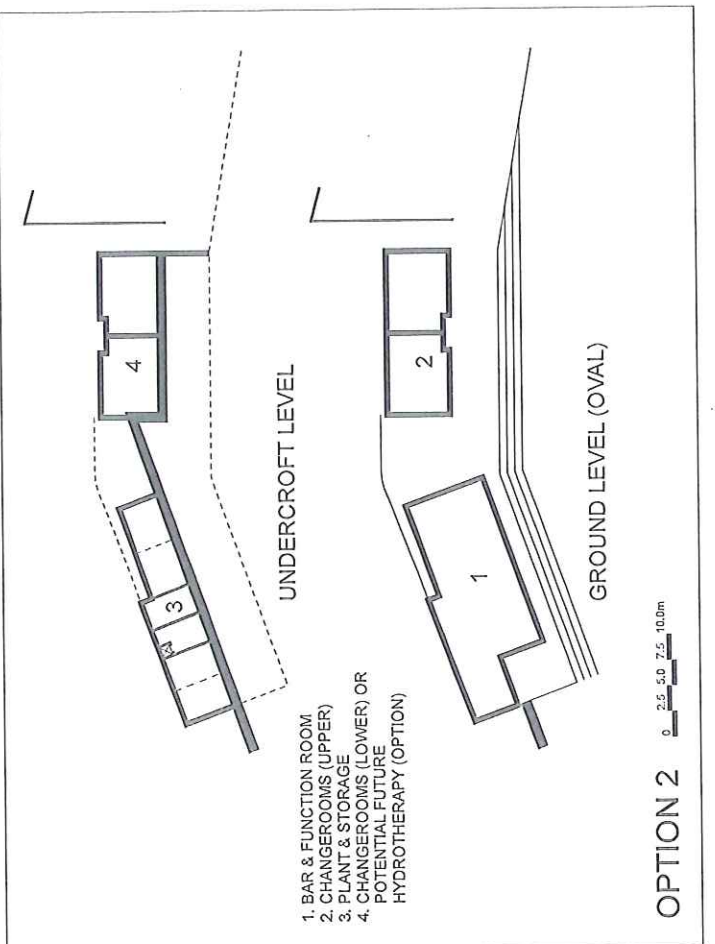 4
3
UNDERCROFT LEVEL
2
1
GROUND LEVEL (OVAL)
1. BAR & FUNCTION ROOM
2. CHANGEROOMS (UPPER)
3. PLANT & STORAGE
4. CHANGEROOMS (LOWER) OR
POTENTIAL FUTURE
HYDROTHERAPY (OPTION)
OPTION 2
0 2.5 5.0 7.5 10.0m